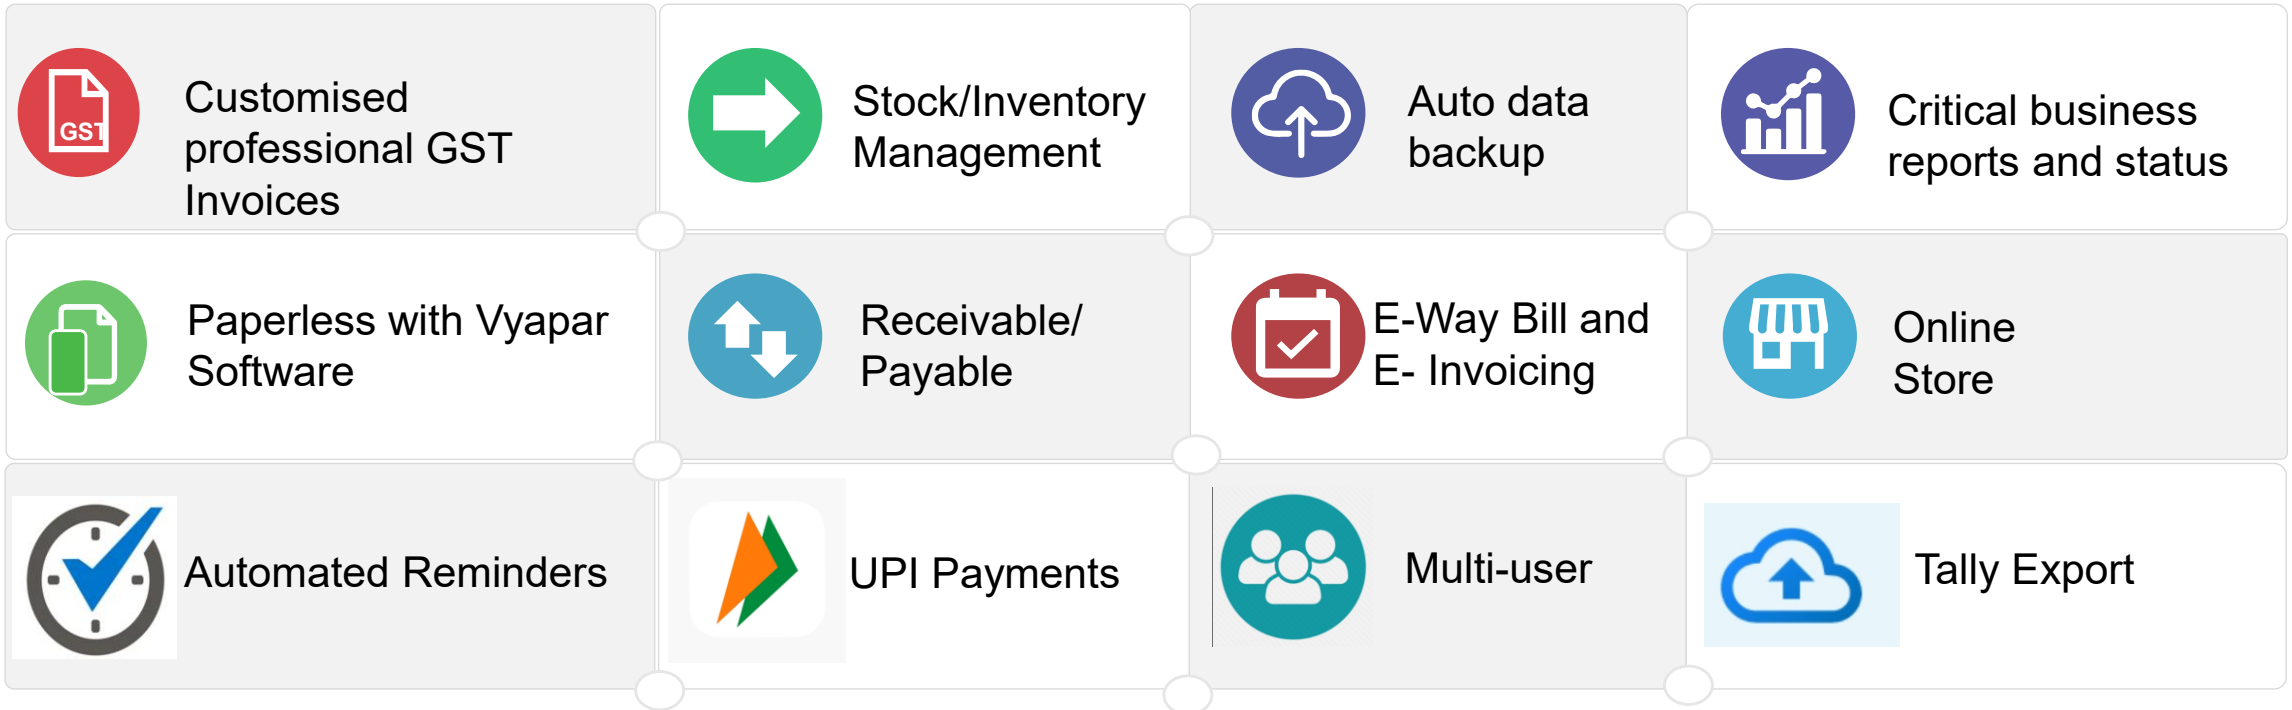 GST
Customised
professional GST
Invoices
Stock/Inventory
Management
Auto data
backup
Critical business
reports and status
Paperless with Vyapar
Software
Receivable/
Payable
E-Way Bill and
E- Invoicing
Online
Store
Automated Reminders
UPI Payments
Multi-user
Tally Export